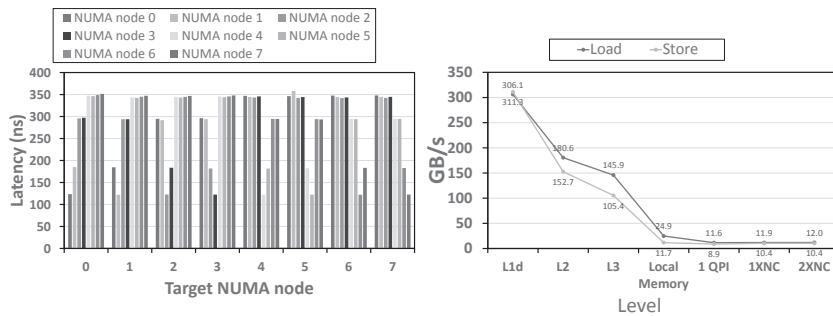 NUMA node 0 NUMA node 1 NUMA node 2
NUMA node 3 NUMA node 4 NUMA node 5
NUMA node 6 NUMA node 7
Latency (ns)
400
350
300
250
200
150
100
50
0
0 1 2 3 4 5 6 7
Target NUMA node
Load Store
GB/s
350
300
250
200
150
100
50
0
306.1
311.3
180.6
152.7
145.9
105.4
24.9 11.6 11.9 12.0
11.7 8.9 10.4 10.4
L1d L2 L3 Local 1 QPI 1XNC 2XNC
Memory
Level